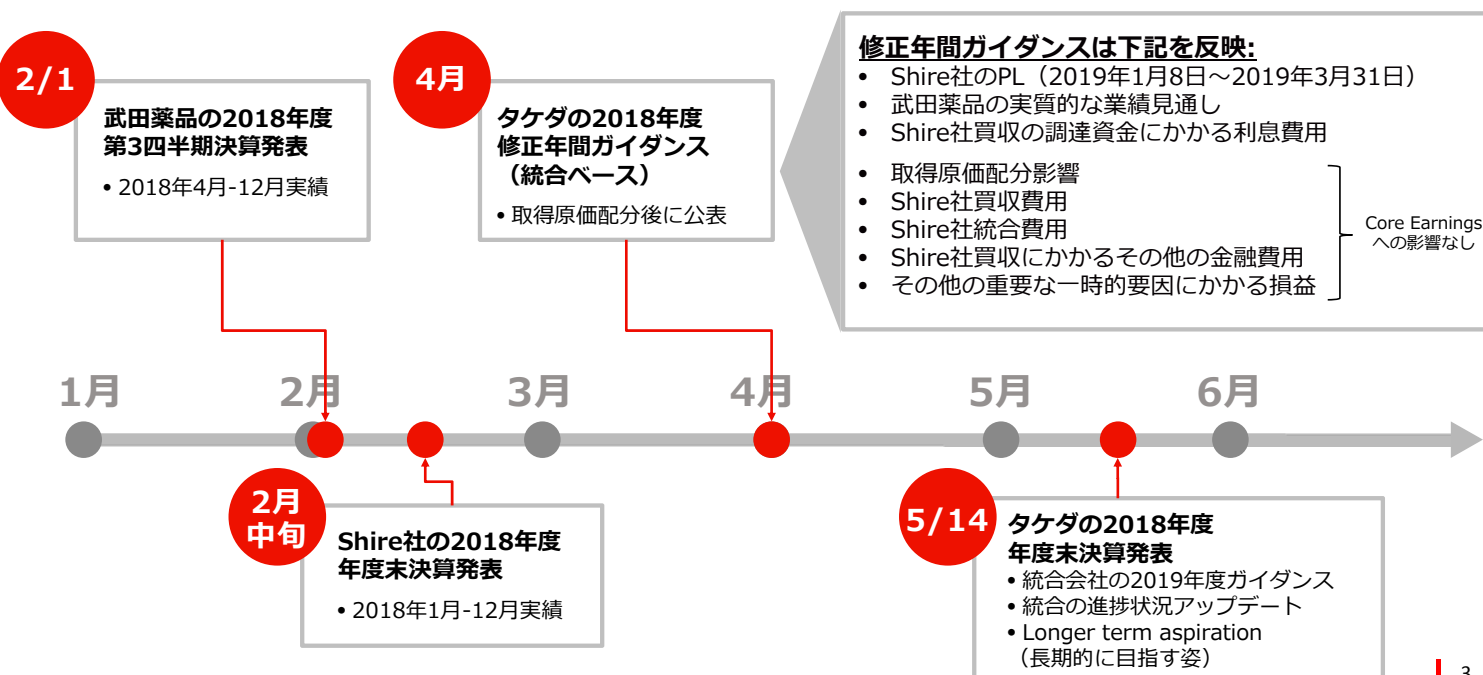 2/1
武田薬品の2018年度
第3四半期決算発表
• 2018年4月-12月実績
4月
タケダの2018年度
修正年間ガイダンス
（統合ベース）
• 取得原価配分後に公表
修正年間ガイダンスは下記を反映:
• Shire社のPL（2019年1月8日～2019年3月31日）
• 武田薬品の実質的な業績見通し
• Shire社買収の調達資金にかかる利息費用
• 取得原価配分影響
• Shire社買収費用
• Shire社統合費用
• Shire社買収にかかるその他の金融費用
• その他の重要な一時的要因にかかる損益
Core Earnings
への影響なし
1月
2月
3月
4月
5月
6月
2月
中旬
Shire社の2018年度
年度末決算発表
• 2018年1月-12月実績
5/14
タケダの2018年度
年度末決算発表
• 統合会社の2019年度ガイダンス
• 統合の進捗状況アップデート
• Longer term aspiration
（長期的に目指す姿）
3